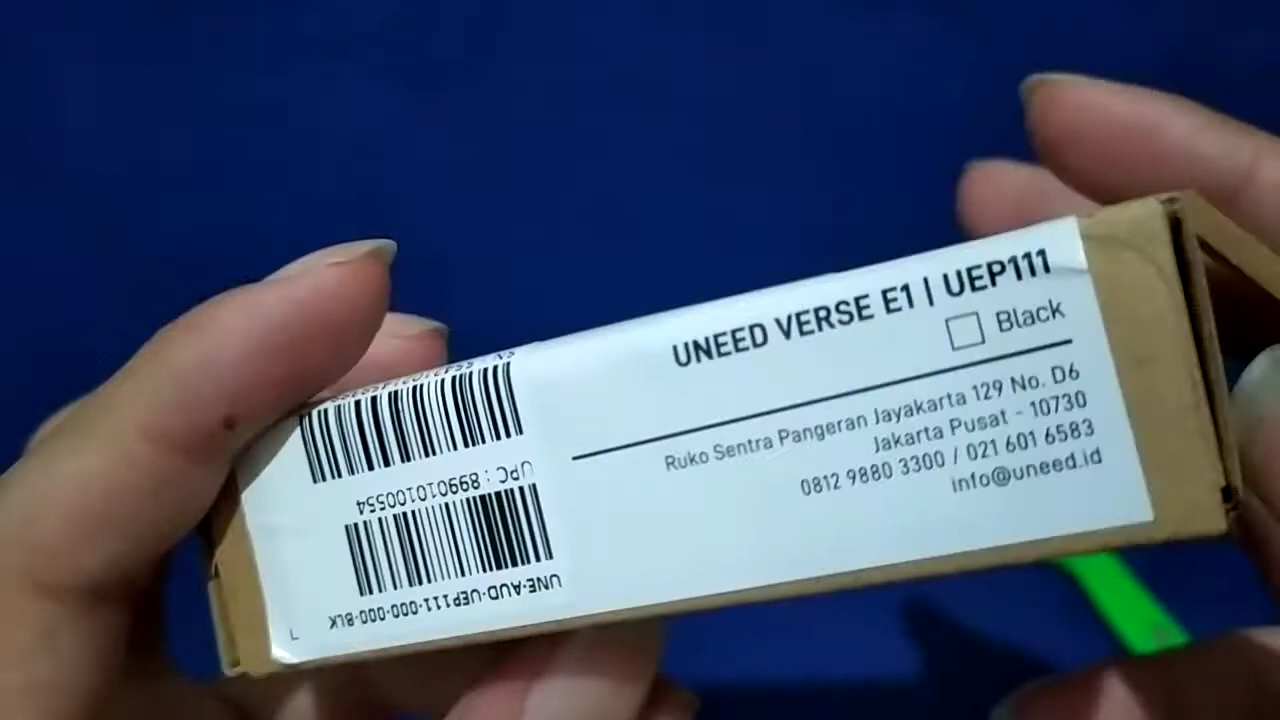 UNEED VERSE E1 | UEP111
Black
Ruko Sentra Pangeran Jayakarta 129 No. D6
Jakarta Pusat - 10730
0812 9880 3300 / 021 601 6583
info@uneed.id
UNE-AUD-UEP111-000-000-BLK
UPC : 899010100554